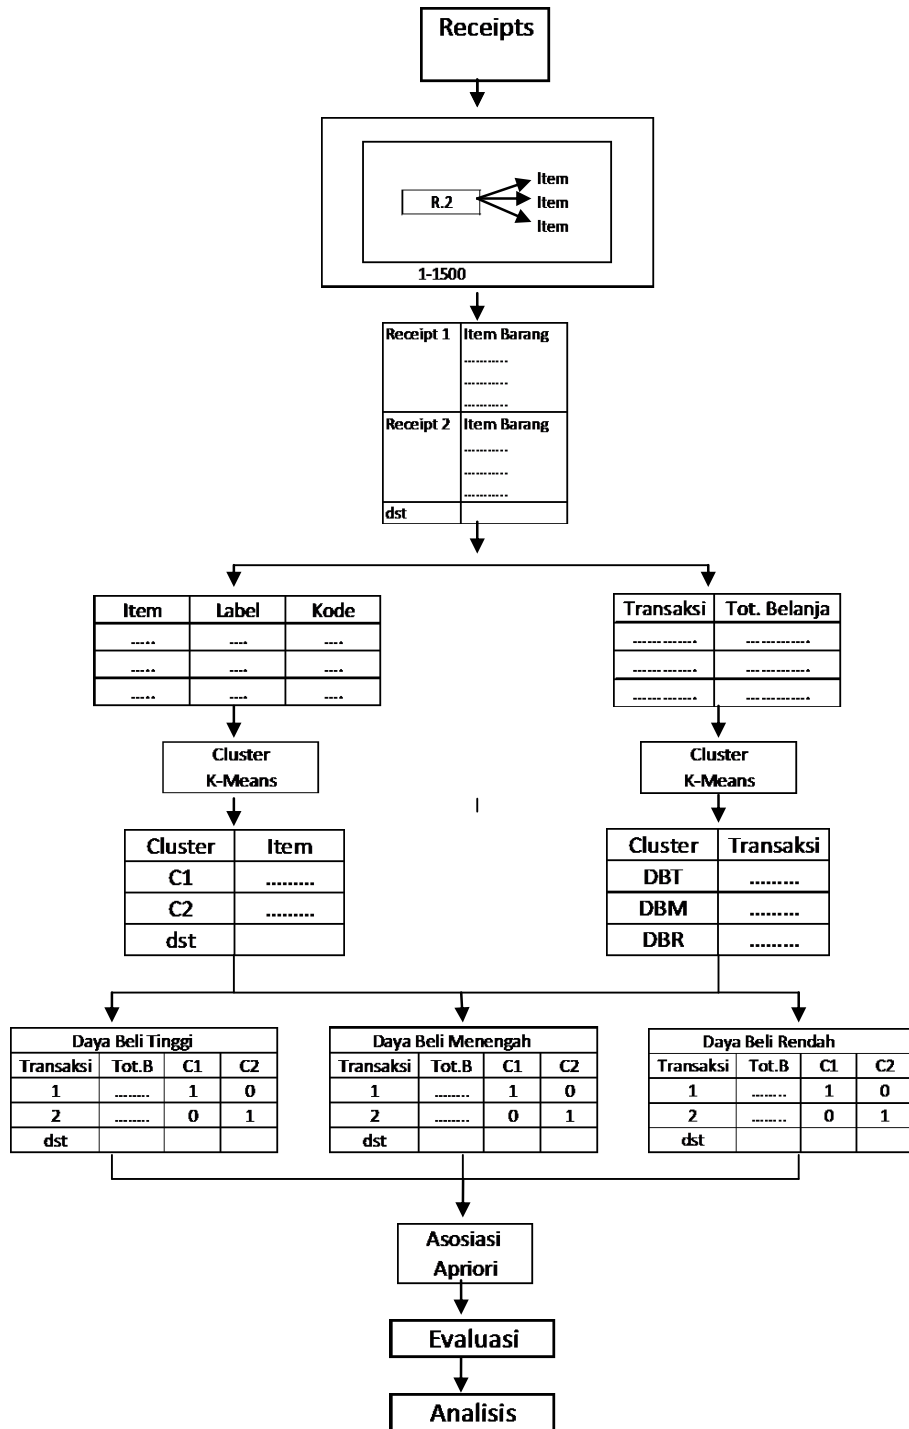 Receipts
Item
R.2 Item
Item
1-1500
Receipt 1 Item Barang
...........
...........
...........
Receipt 2 Item Barang
...........
...........
...........
dst
Item Label Kode
..... .... ....
..... .... ....
..... .... ....
Transaksi Tot. Belanja
............. .............
............. .............
............. .............
Cluster
K-Means
Cluster
K-Means
Cluster Item
C1 .........
C2 .........
dst
Cluster Transaksi
DBT .........
DBM .........
DBR .........
Daya Beli Tinggi
Transaksi Tot.B C1 C2
1 ........ 1 0
2 ........ 0 1
dst
Daya Beli Menengah
Transaksi Tot.B C1 C2
1 ........ 1 0
2 ........ 0 1
dst
Daya Beli Rendah
Transaksi Tot.B C1 C2
1 ........ 1 0
2 ........ 0 1
dst
Asosiasi
Apriori
Evaluasi
Analisis